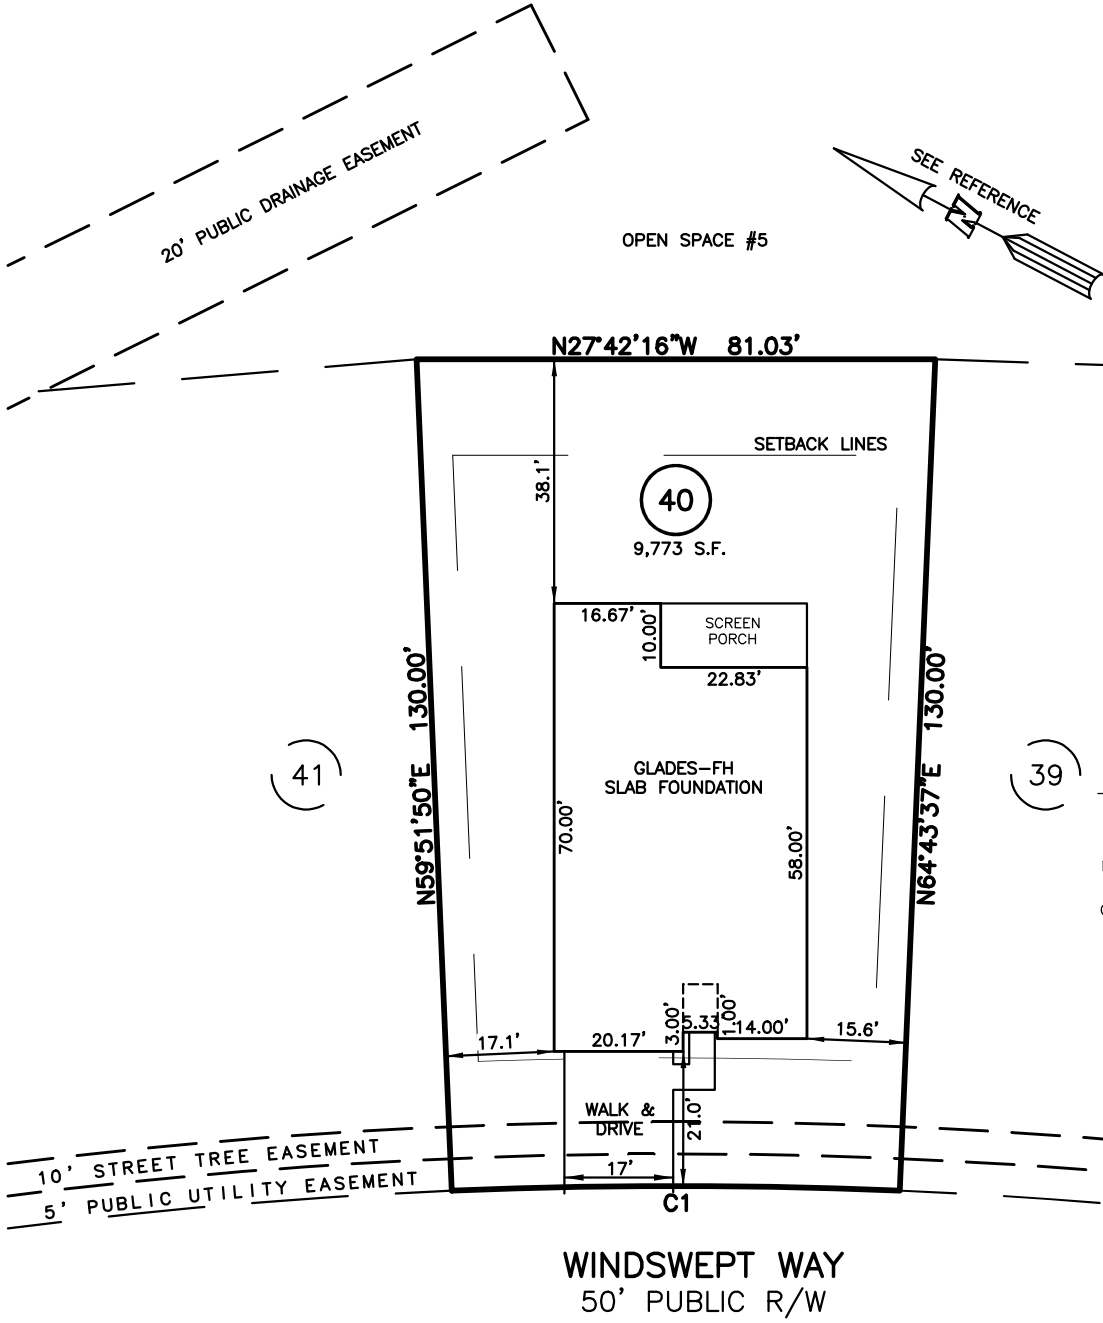 20' PUBLIC DRAINAGE EASEMENT
SEE REFERENCE
N
OPEN SPACE #5
N27°42'16"W 81.03'
SETBACK LINES
38.1'
40
9,773 S.F.
16.67'
10.00'
SCREEN
PORCH
22.83'
N59°51'50"E 130.00'
N64°43'37"E 130.00'
41
39
GLADES-FH
SLAB FOUNDATION
70.00'
58.00'
3.00'
5.33'
1.00'
14.00'
17.1'
20.17'
15.6'
WALK &
DRIVE
21.0'
10' STREET TREE EASEMENT
5' PUBLIC UTILITY EASEMENT
17'
C1
WINDSWEPT WAY
50' PUBLIC R/W